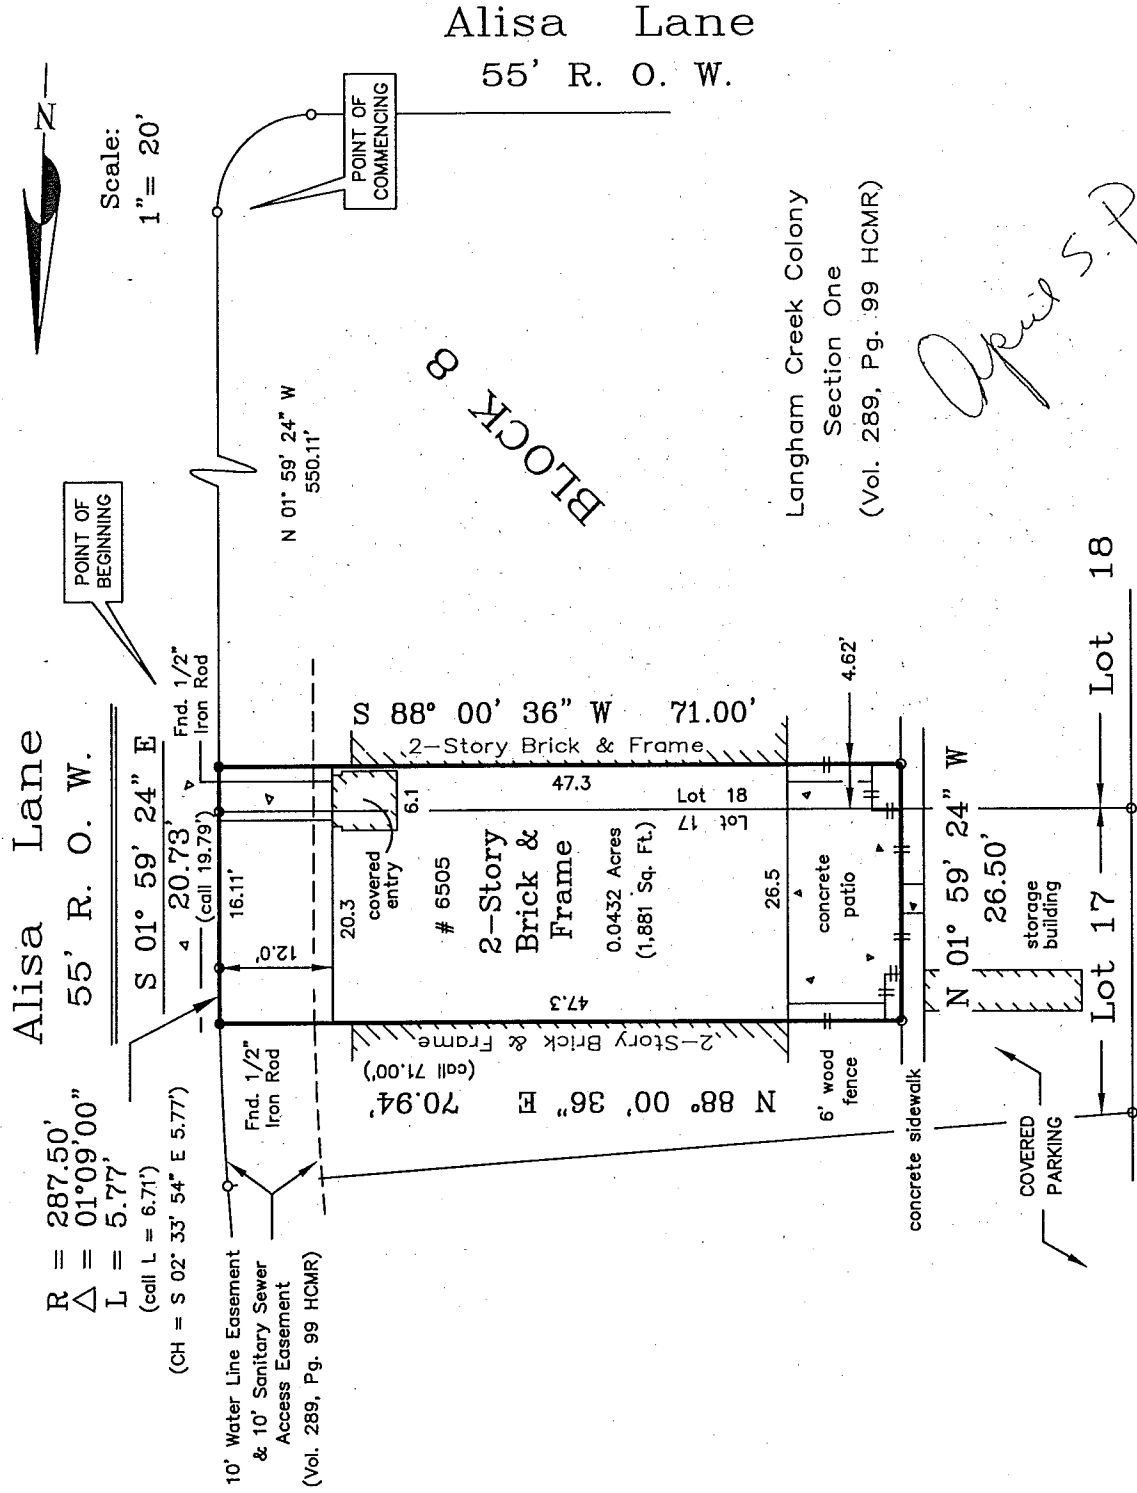 Alisa Lane
55' R. O. W.
N
Scale:
1"= 20'
POINT OF
COMMENCING
N 01° 59' 24" W
550.11'
BLOCK 8
Langham Creek Colony
Section One
(Vol. 289, Pg. 99 HCMR)
April S. P
POINT OF
BEGINNING
Alisa Lane
55' R. O. W.
S 01° 59' 24" E
20.73'
(call 19.79')
Fnd. 1/2"
Iron Rod
16.11'
12.0'
S 88° 00' 36" W 71.00'
2-Story Brick & Frame
47.3
6.1
covered
entry
20.3
Lot 18
Lot 17
# 6505
2-Story
Brick &
Frame
0.0432 Acres
(1,881 Sq. Ft.)
26.5
concrete
patio
4.62'
47.3
2-Story Brick & Frame
(call 71.00')
N 88° 00' 36" E 70.94'
Fnd. 1/2"
Iron Rod
6' wood
fence
N 01° 59' 24" W
26.50'
storage
building
concrete sidewalk
COVERED
PARKING
Lot 17
Lot 18
R = 287.50'
Δ = 01°09'00"
L = 5.77'
(call L = 6.71')
(CH = S 02° 33' 54" E 5.77')
10' Water Line Easement
& 10' Sanitary Sewer
Access Easement
(Vol. 289, Pg. 99 HCMR)